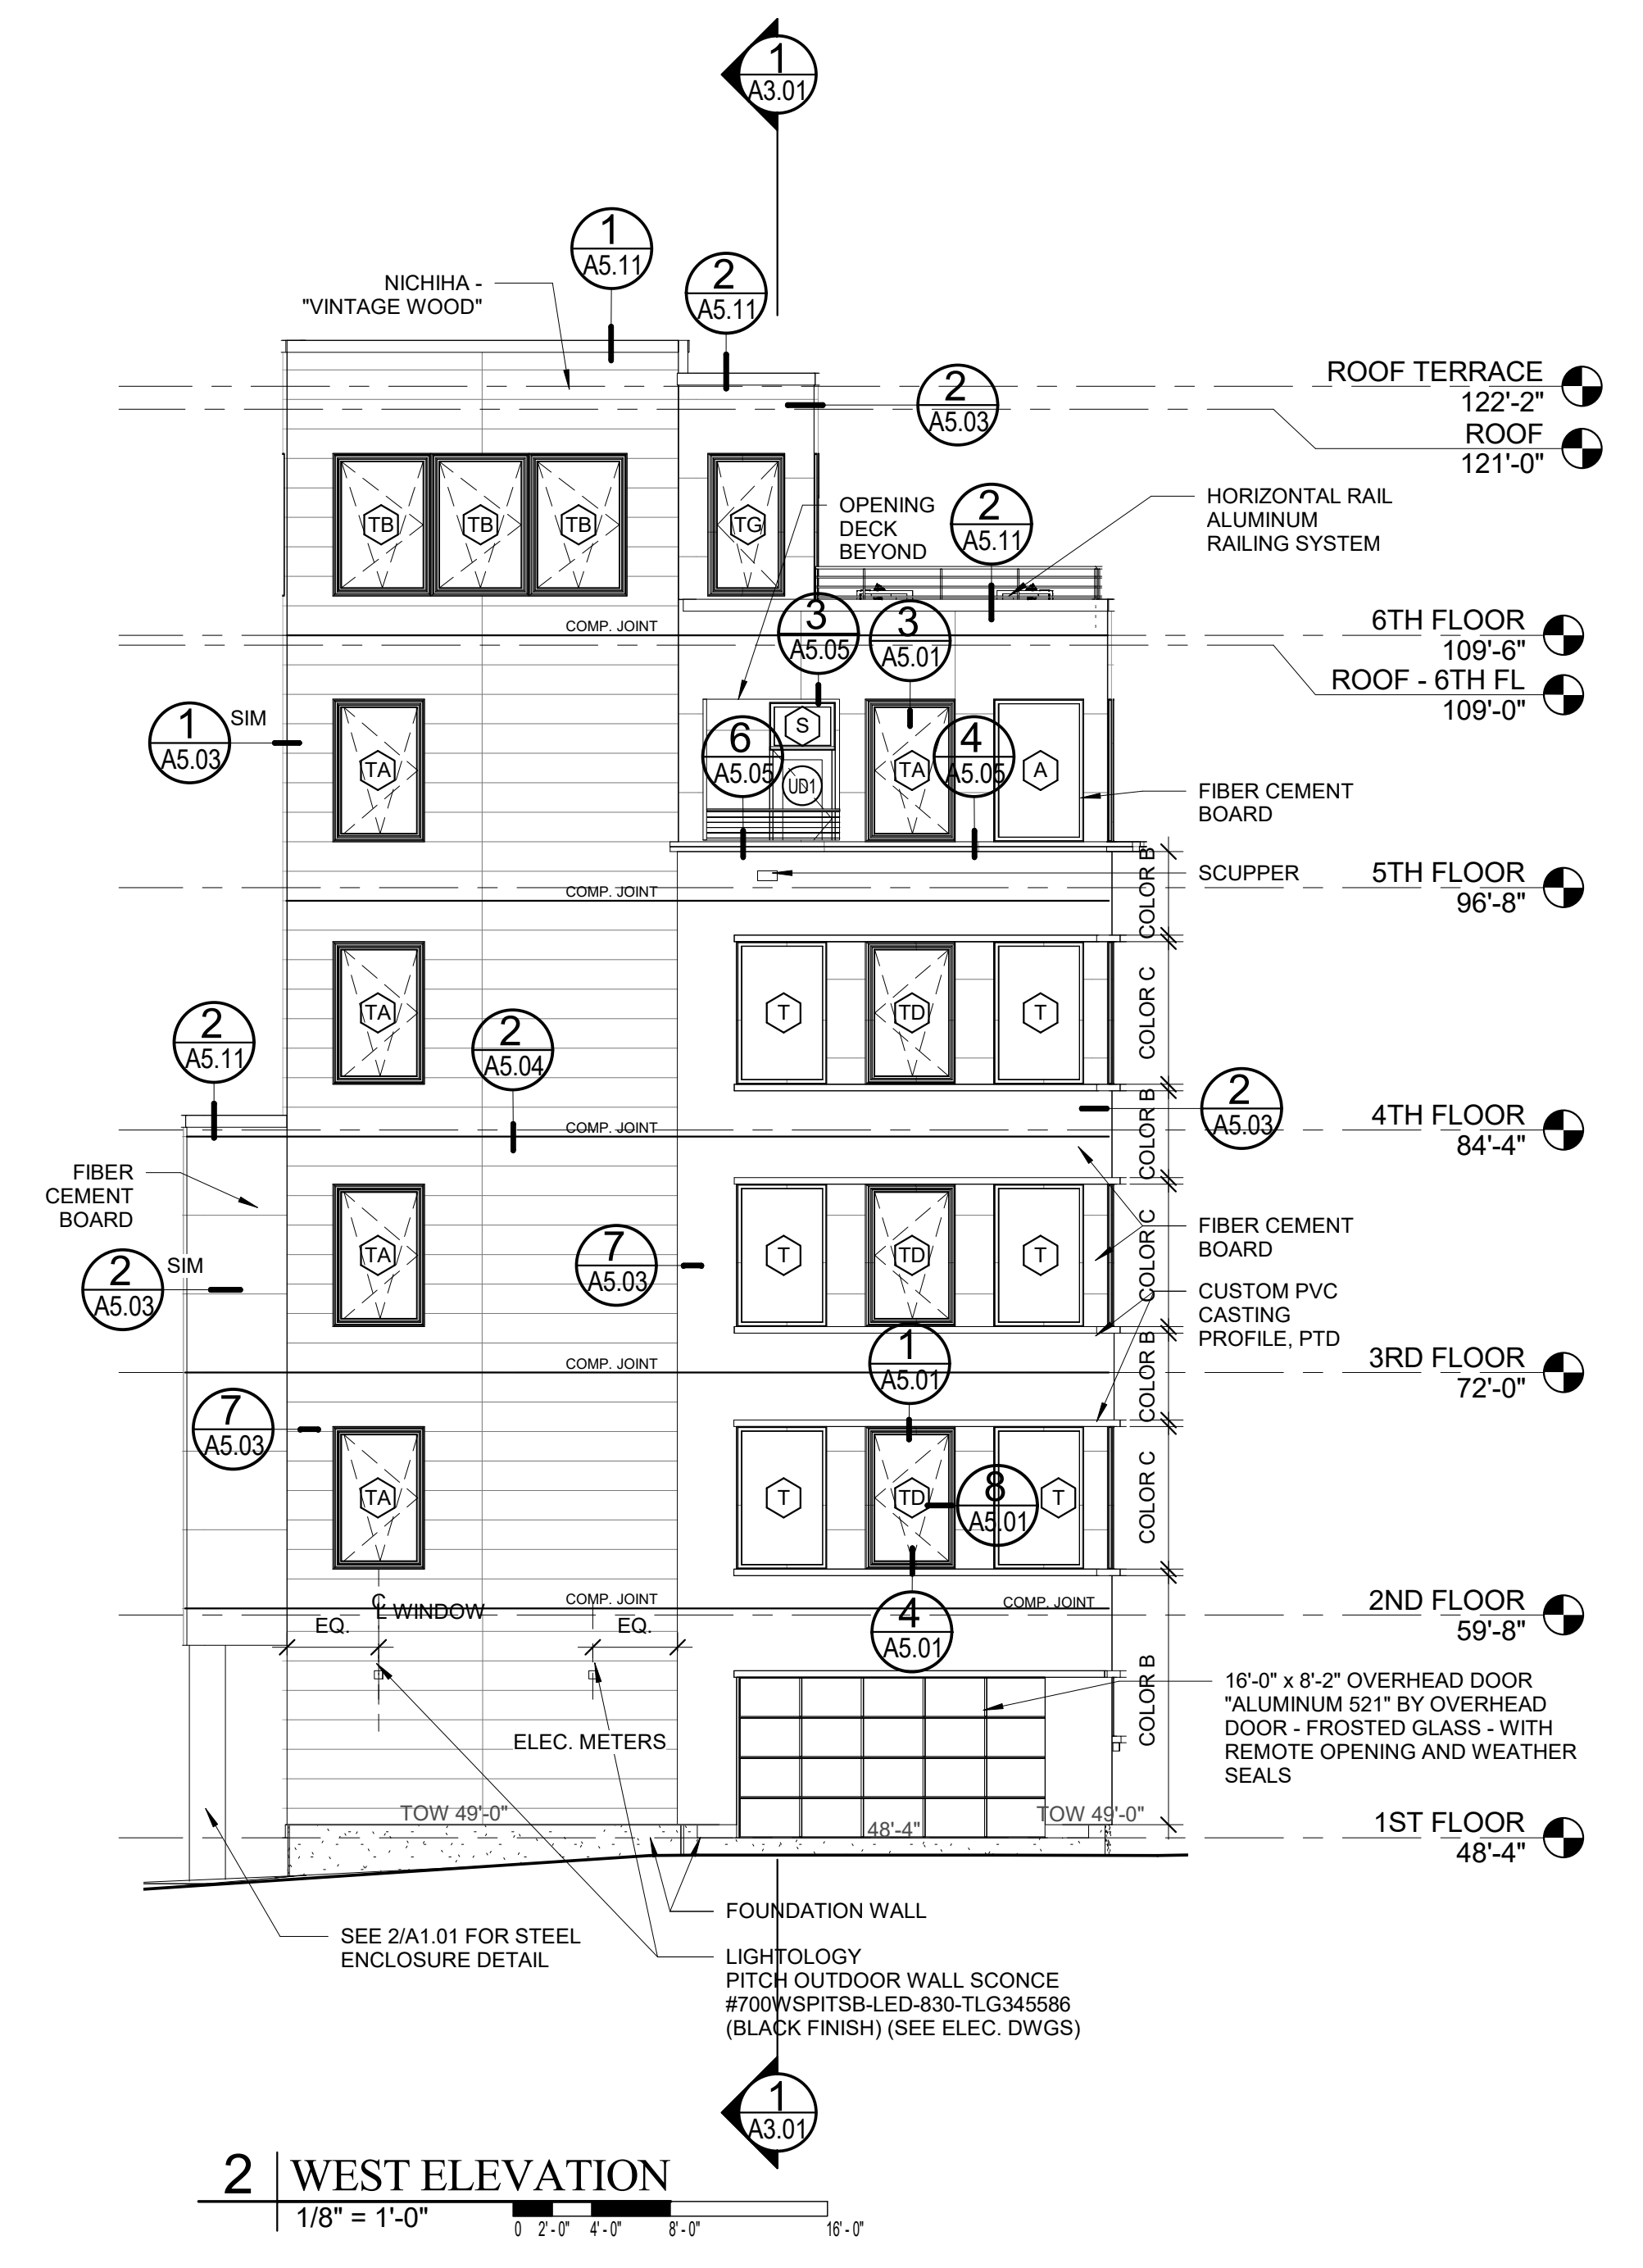 1
A3.01
1
A5.11
2
A5.11
NICHIHA -
"VINTAGE WOOD"
ROOF TERRACE
122'-2"
2
A5.03
ROOF
121'-0"
HORIZONTAL RAIL
ALUMINUM
RAILING SYSTEM
OPENING
DECK
BEYOND
2
A5.11
TB
TB
TB
TG
COMP. JOINT
3
A5.05
3
A5.01
6TH FLOOR
109'-6"
ROOF - 6TH FL
109'-0"
1
A5.03
SIM
TA
6
A5.05
S
UD1
TA
4
A5.05
A
FIBER CEMENT
BOARD
SCUPPER
COLOR B
5TH FLOOR
96'-8"
COMP. JOINT
COLOR C
TA
T
TD
T
2
A5.11
2
A5.04
2
A5.03
COMP. JOINT
COLOR B
4TH FLOOR
84'-4"
FIBER
CEMENT
BOARD
FIBER CEMENT
BOARD
COLOR C
TA
7
A5.03
T
TD
T
2
A5.03
SIM
CUSTOM PVC
CASTING
PROFILE, PTD
COLOR B
1
A5.01
COMP. JOINT
3RD FLOOR
72'-0"
7
A5.03
TA
T
TD
8
A5.01
T
COLOR C
COMP. JOINT
COMP. JOINT
2ND FLOOR
59'-8"
CL WINDOW
EQ.
EQ.
4
A5.01
COLOR B
16'-0" x 8'-2" OVERHEAD DOOR
"ALUMINUM 521" BY OVERHEAD
DOOR - FROSTED GLASS - WITH
REMOTE OPENING AND WEATHER
SEALS
ELEC. METERS
TOW 49'-0"
48'-4"
TOW 49'-0"
1ST FLOOR
48'-4"
FOUNDATION WALL
SEE 2/A1.01 FOR STEEL
ENCLOSURE DETAIL
LIGHTOLOGY
PITCH OUTDOOR WALL SCONCE
#700WSPITSB-LED-830-TLG345586
(BLACK FINISH) (SEE ELEC. DWGS)
1
A3.01
2 WEST ELEVATION
1/8" = 1'-0"
0 2'-0" 4'-0" 8'-0" 16'-0"